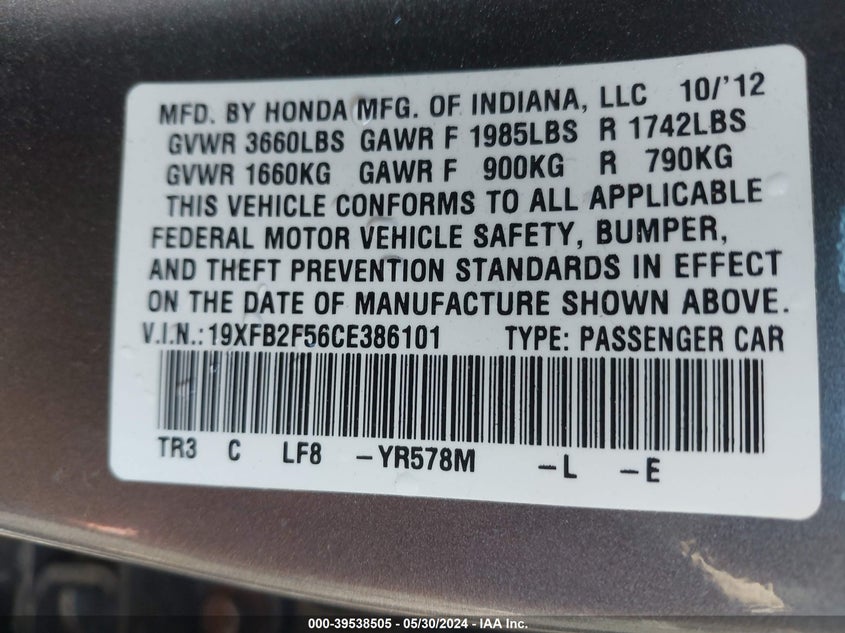 MFD. BY HONDA MFG. OF INDIANA, LLC 10/'12
GVWR 3660LBS GAWR F 1985LBS R 1742LBS
GVWR 1660KG GAWR F 900KG R 790KG
THIS VEHICLE CONFORMS TO ALL APPLICABLE
FEDERAL MOTOR VEHICLE SAFETY, BUMPER,
AND THEFT PREVENTION STANDARDS IN EFFECT
ON THE DATE OF MANUFACTURE SHOWN ABOVE.
V.I.N.:19XFB2F56CE386101 TYPE: PASSENGER CAR
TR3 C LF8 -YR578M -L -E
000-39538505 - 05/30/2024 - IAA Inc.